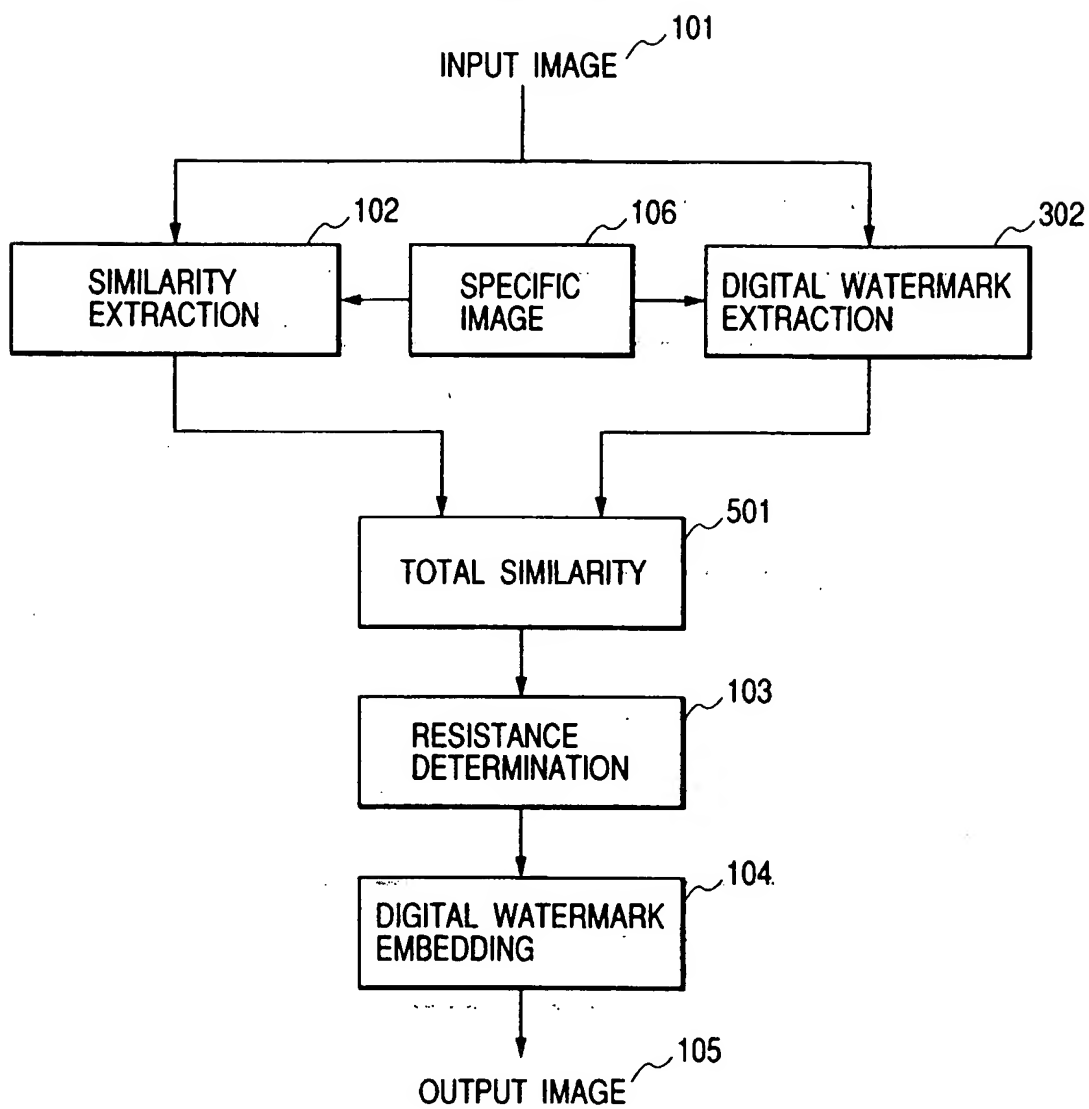 101
INPUT IMAGE
102
106
302
SIMILARITY
EXTRACTION
SPECIFIC
IMAGE
DIGITAL WATERMARK
EXTRACTION
501
TOTAL SIMILARITY
103
RESISTANCE
DETERMINATION
104
DIGITAL WATERMARK
EMBEDDING
105
OUTPUT IMAGE